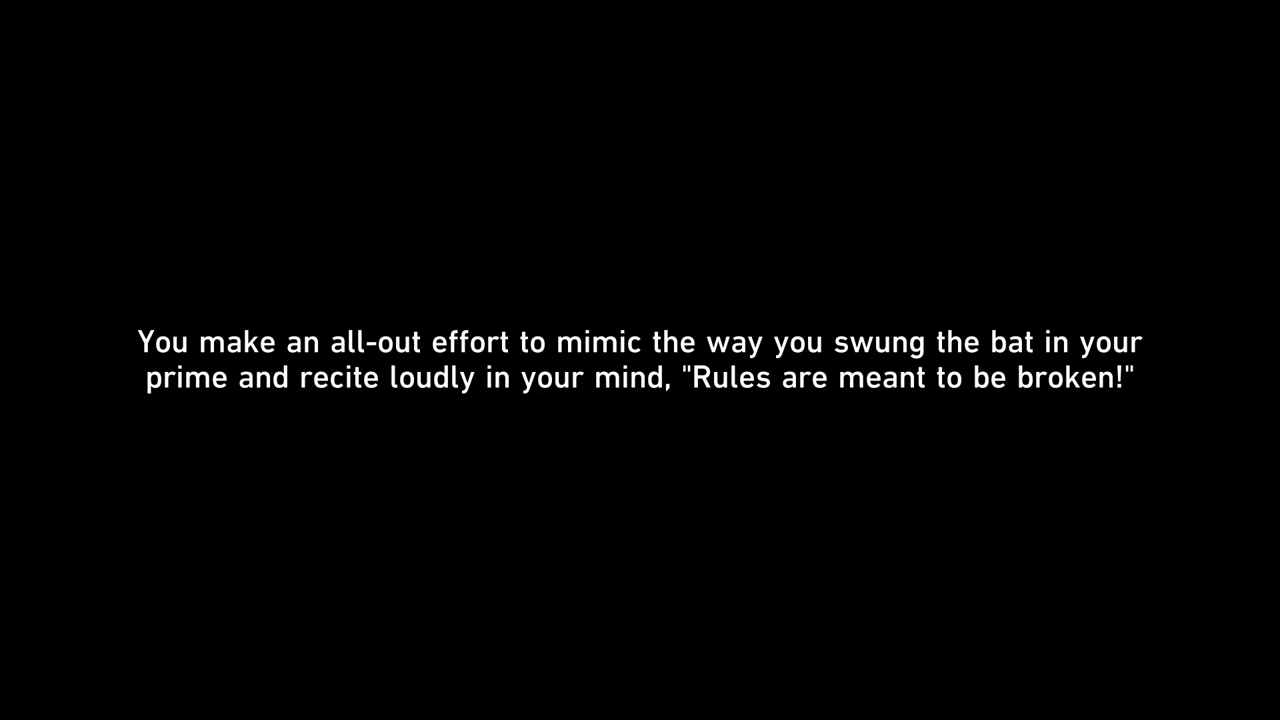 You make an all-out effort to mimic the way you swung the bat in your
prime and recite loudly in your mind, "Rules are meant to be broken!"